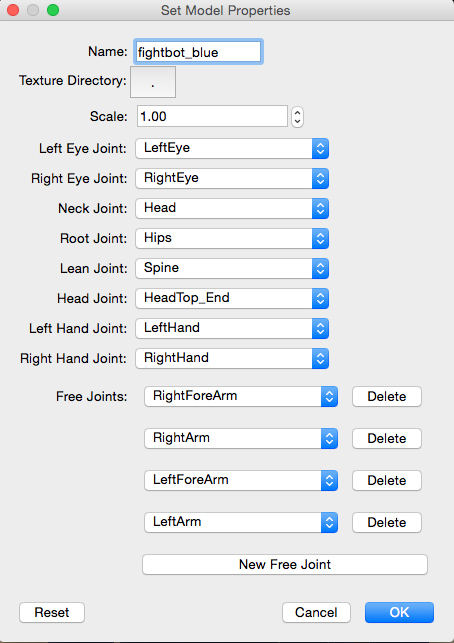 Set Model Properties
Name: fightbot_blue
Texture Directory: .
Scale: 1.00
Left Eye Joint: LeftEye
Right Eye Joint: RightEye
Neck Joint: Head
Root Joint: Hips
Lean Joint: Spine
Head Joint: HeadTop_End
Left Hand Joint: LeftHand
Right Hand Joint: RightHand
Free Joints: RightForeArm Delete
RightArm Delete
LeftForeArm Delete
LeftArm Delete
New Free Joint
Reset Cancel OK